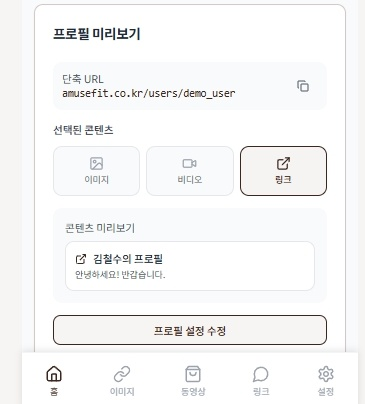 프로필 미리보기
단축 URL
amusefit.co.kr/users/demo_user
선택된 콘텐츠
이미지
비디오
링크
콘텐츠 미리보기
김철수의 프로필
안녕하세요! 반갑습니다.
프로필 설정 수정
홈
이미지
동영상
링크
설정